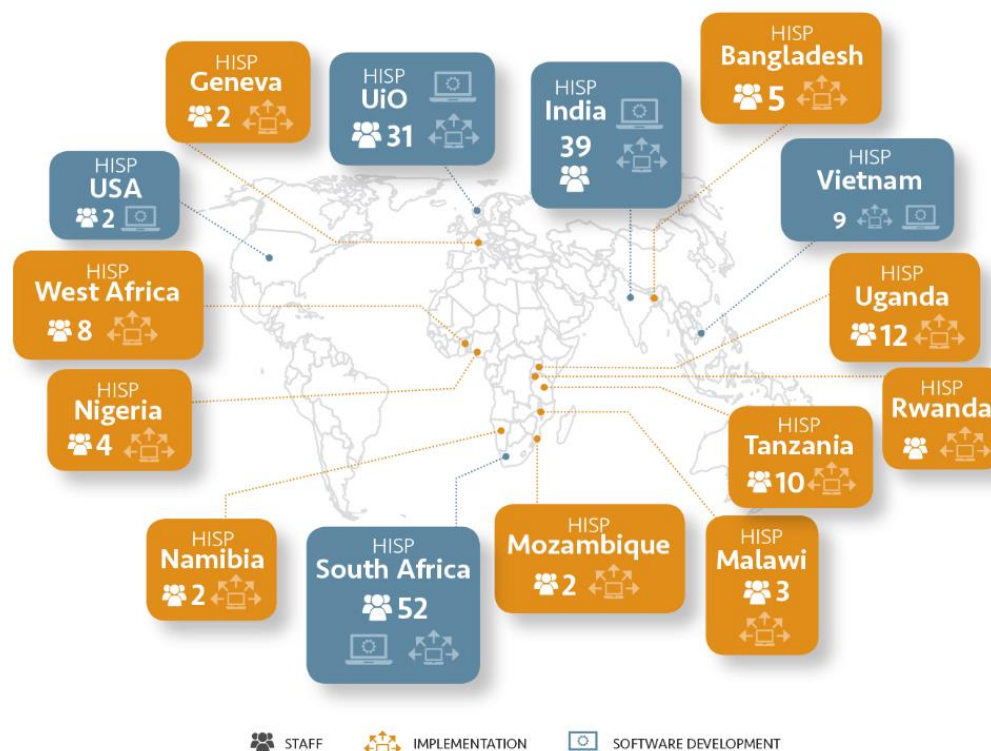 HISP
Geneva
2
HISP
UiO
31
HISP
India
39
HISP
Bangladesh
5
HISP
USA
2
HISP
Vietnam
9
HISP
West Africa
8
HISP
Uganda
12
HISP
Nigeria
4
HISP
Rwanda
HISP
Tanzania
10
HISP
Namibia
2
HISP
South Africa
52
HISP
Mozambique
2
HISP
Malawi
3
STAFF
IMPLEMENTATION
SOFTWARE DEVELOPMENT